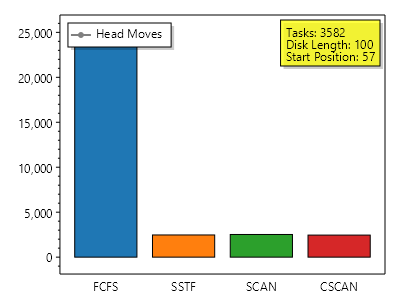 Head Moves
Tasks: 3582
Disk Length: 100
Start Position: 57
25,000
20,000
15,000
10,000
5,000
0
FCFS SSTF SCAN CSCAN